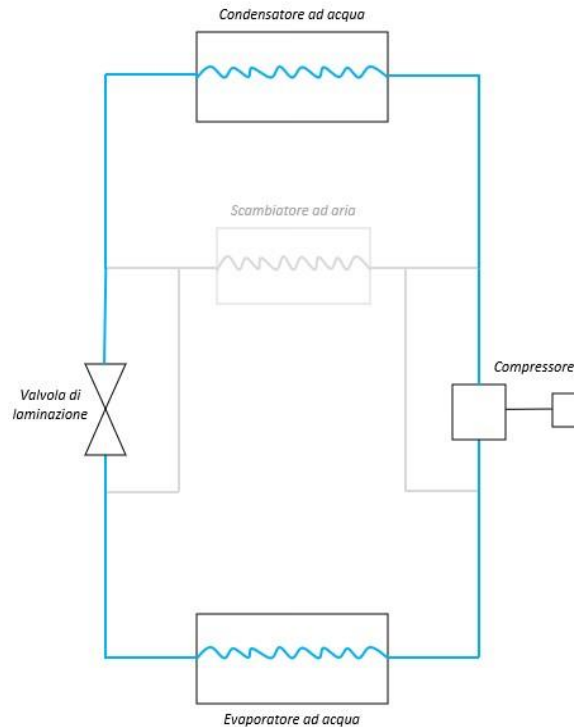 Condensatore ad acqua
Scambiatore ad aria
Compressore
Valvola di
laminazione
Evaporatore ad acqua